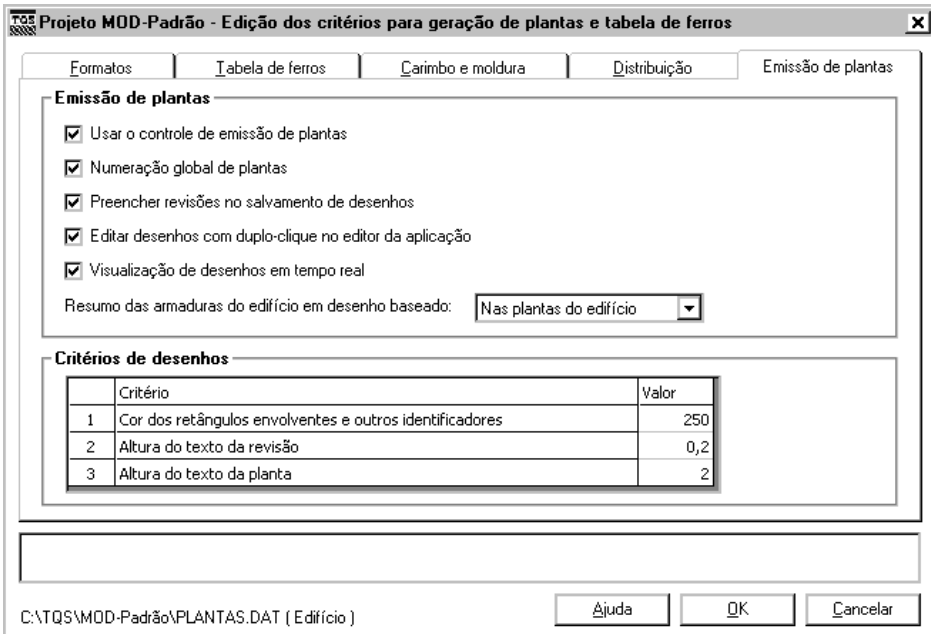 TQS Projeto MOD-Padrão - Edição dos critérios para geração de plantas e tabela de ferros
Formatos Tabela de ferros Carimbo e moldura Distribuição Emissão de plantas
Emissão de plantas
Usar o controle de emissão de plantas
Numeração global de plantas
Preencher revisões no salvamento de desenhos
Editar desenhos com duplo-clique no editor da aplicação
Visualização de desenhos em tempo real
Resumo das armaduras do edifício em desenho baseado: Nas plantas do edifício
Critérios de desenhos
Critério Valor
1 Cor dos retângulos envolventes e outros identificadores 250
2 Altura do texto da revisão 0,2
3 Altura do texto da planta 2
C:\TQS\MOD-Padrão\PLANTAS.DAT ( Edifício ) Ajuda OK Cancelar